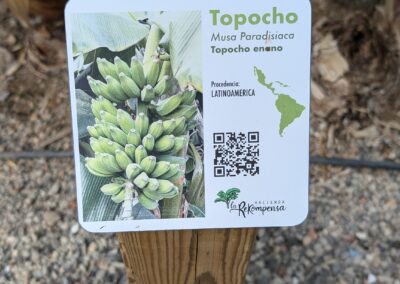 Topocho
Musa Paradisiaca
Topocho enano
Procedencia:
LATINOAMERICA
HACIENDA
La ReKompensa